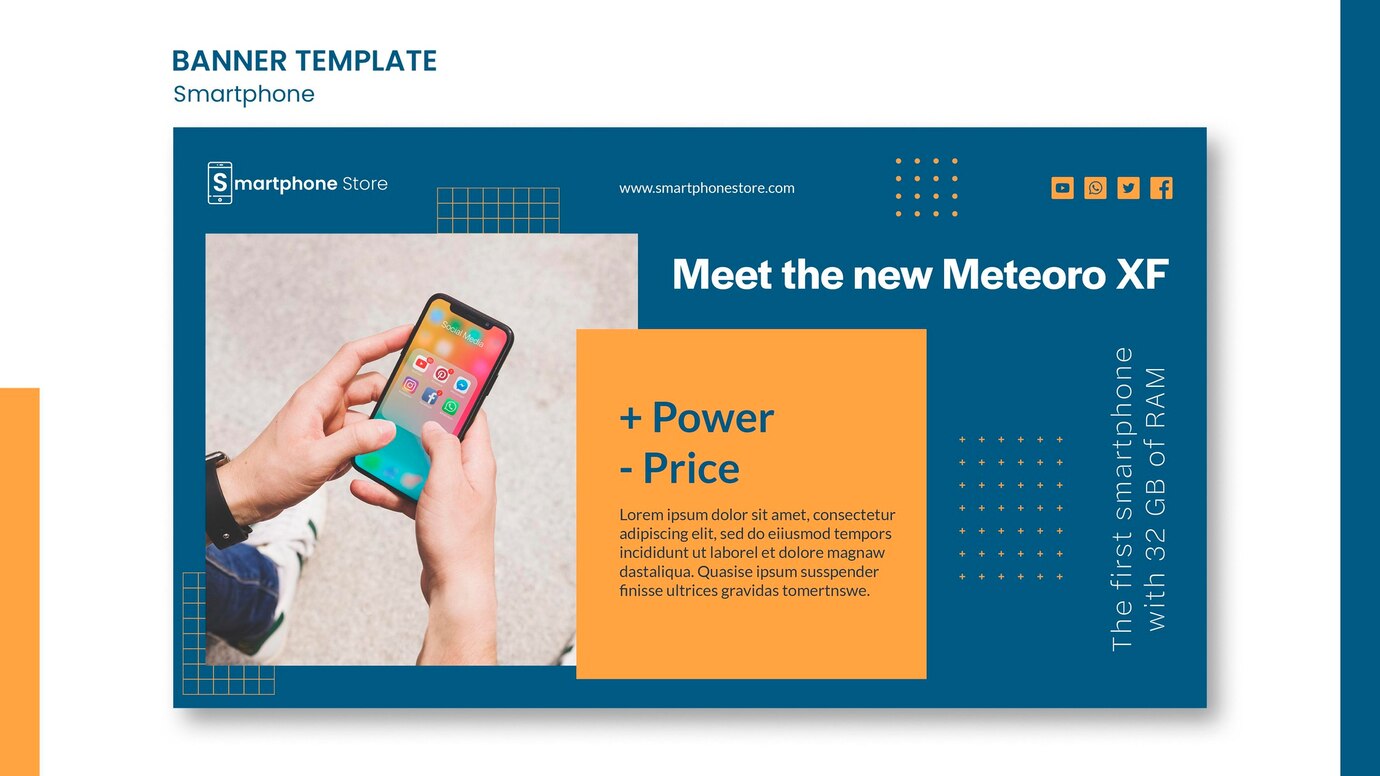 BANNER TEMPLATE
Smartphone
Smartphone Store
www.smartphonestore.com
Meet the new Meteoro XF
Social Media
+ Power
- Price
Lorem ipsum dolor sit amet, consectetur
adipiscing elit, sed do eiiusmod tempors
incididunt ut laborel et dolore magnaw
dastaliqua. Quasise ipsum susspender
finisse ultrices gravidas tomertnswe.
The first smartphone
with 32 GB of RAM